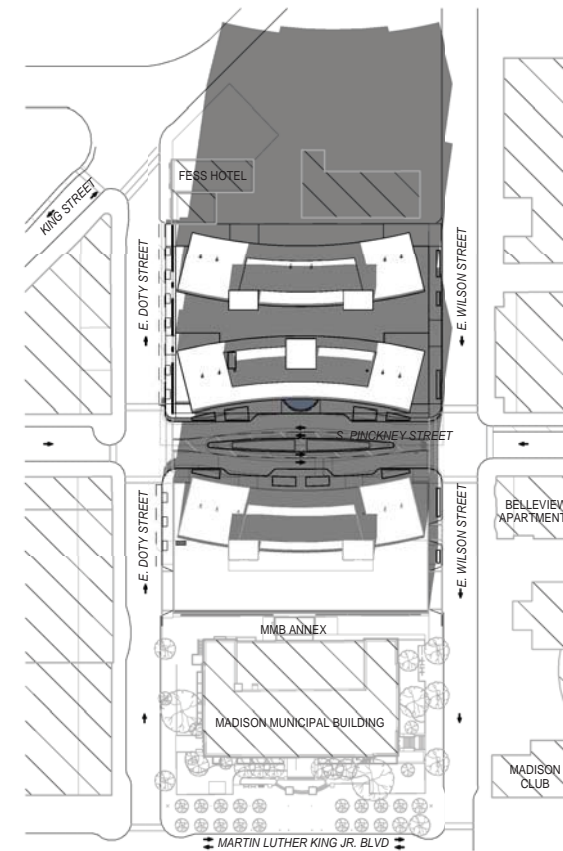 FESS HOTEL
KING STREET
E. DOTY STREET
E. WILSON STREET
S. PINCKNEY STREET
E. DOTY STREET
E. WILSON STREET
BELLEVIEW
APARTMENT
MMB ANNEX
MADISON MUNICIPAL BUILDING
MADISON
CLUB
MARTIN LUTHER KING JR. BLVD